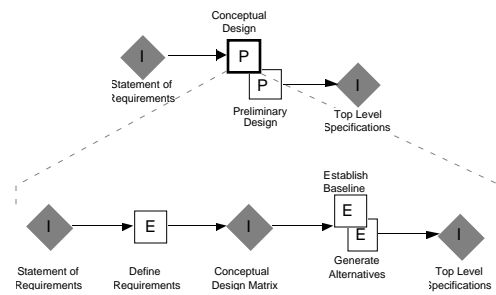 Conceptual
Design
I
P
Statement of
Requirements
P
I
Preliminary
Design
Top Level
Specifications
Establish
Baseline
I
E
I
E
E
I
Statement of
Requirements
Define
Requirements
Conceptual
Design Matrix
Generate
Alternatives
Top Level
Specifications